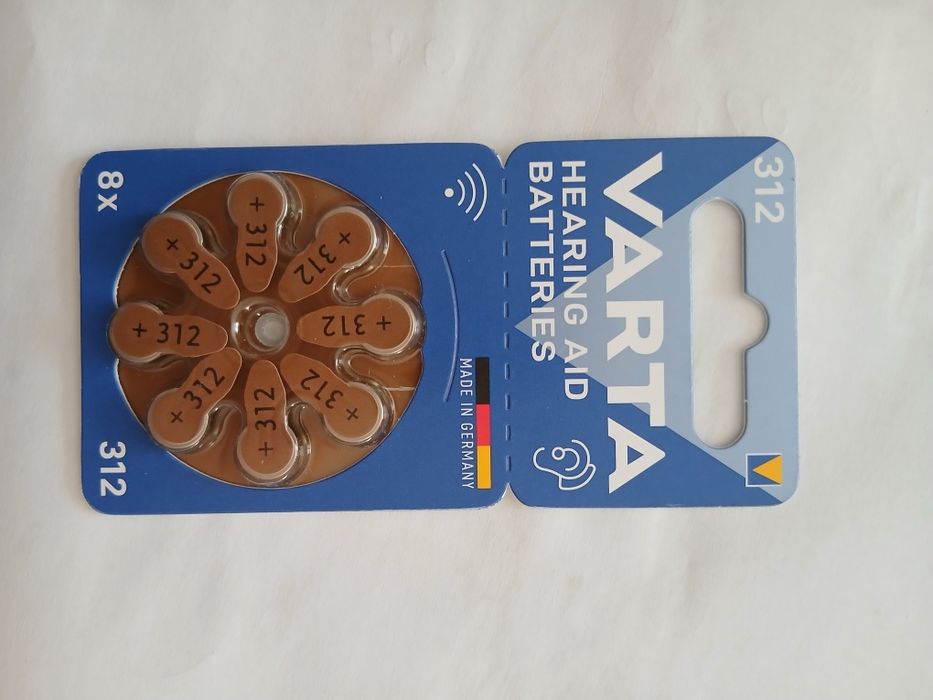 312
VARTA
HEARING AID
BATTERIES
MADE IN GERMANY
+ 312
+ 312
+ 312
+ 312
+ 312
+ 312
+ 312
+ 312
8x
312